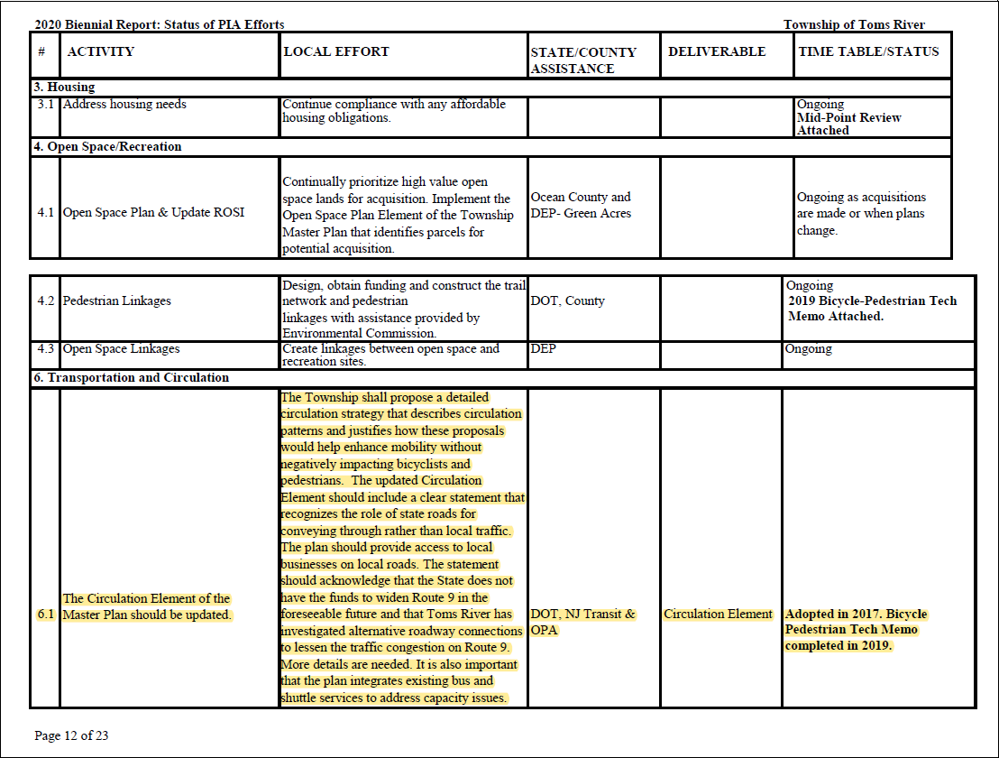 2020 Biennial Report: Status of PIA Efforts Township of Toms River
# ACTIVITY LOCAL EFFORT STATE/COUNTY ASSISTANCE DELIVERABLE TIME TABLE/STATUS
3. Housing
3.1 Address housing needs
Continue compliance with any affordable
housing obligations.
Ongoing
Mid-Point Review
Attached
4. Open Space/Recreation
4.1 Open Space Plan & Update ROSI
Continually prioritize high value open
space lands for acquisition. Implement the
Open Space Plan Element of the Township
Master Plan that identifies parcels for
potential acquisition.
Ocean County and
DEP- Green Acres
Ongoing as acquisitions
are made or when plans
change.
4.2 Pedestrian Linkages
Design, obtain funding and construct the trail
network and pedestrian
linkages with assistance provided by
Environmental Commission.
DOT, County
Ongoing
2019 Bicycle-Pedestrian Tech
Memo Attached.
4.3 Open Space Linkages
Create linkages between open space and
recreation sites.
DEP
Ongoing
6. Transportation and Circulation
6.1
The Circulation Element of the
Master Plan should be updated.
The Township shall propose a detailed
circulation strategy that describes circulation
patterns and justifies how these proposals
would help enhance mobility without
negatively impacting bicyclists and
pedestrians. The updated Circulation
Element should include a clear statement that
recognizes the role of state roads for
conveying through rather than local traffic.
The plan should provide access to local
businesses on local roads. The statement
should acknowledge that the State does not
have the funds to widen Route 9 in the
foreseeable future and that Toms River has
investigated alternative roadway connections
to lessen the traffic congestion on Route 9.
More details are needed. It is also important
that the plan integrates existing bus and
shuttle services to address capacity issues.
DOT, NJ Transit &
OPA
Circulation Element
Adopted in 2017. Bicycle
Pedestrian Tech Memo
completed in 2019.
Page 12 of 23